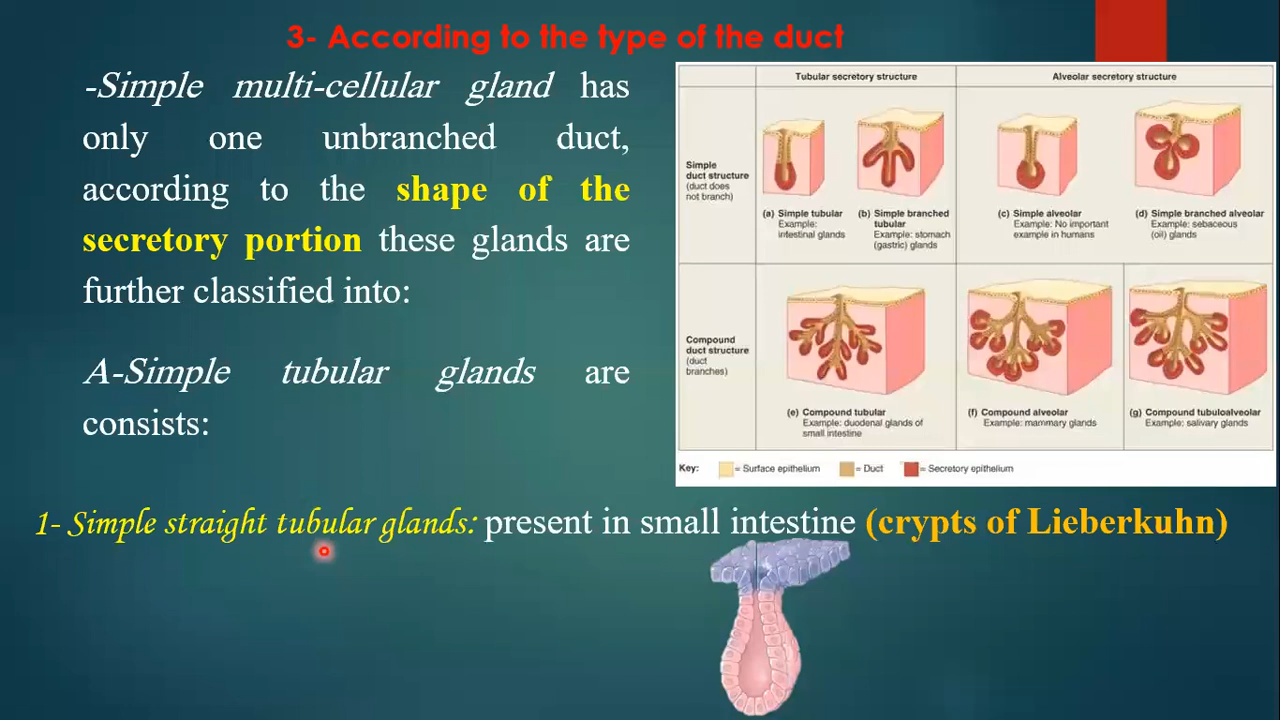 3- According to the type of the duct
-Simple multi-cellular gland has
only one unbranched duct,
according to the shape of the
secretory portion these glands are
further classified into:
A-Simple tubular glands are
consists:
1- Simple straight tubular glands: present in small intestine (crypts of Lieberkuhn)
Tubular secretory structure
Alveolar secretory structure
Simple
duct structure
(duct does
not branch)
(a) Simple tubular
Example:
intestinal glands
(b) Simple branched
tubular
Example: stomach
(gastric) glands
(c) Simple alveolar
Example: No important
example in humans
(d) Simple branched alveolar
Example: sebaceous
(oil) glands
Compound
duct structure
(duct
branches)
(e) Compound tubular
Example: duodenal glands of
small intestine
(f) Compound alveolar
Example: mammary glands
(g) Compound tubuloalveolar
Example: salivary glands
Key: = Surface epithelium = Duct = Secretory epithelium